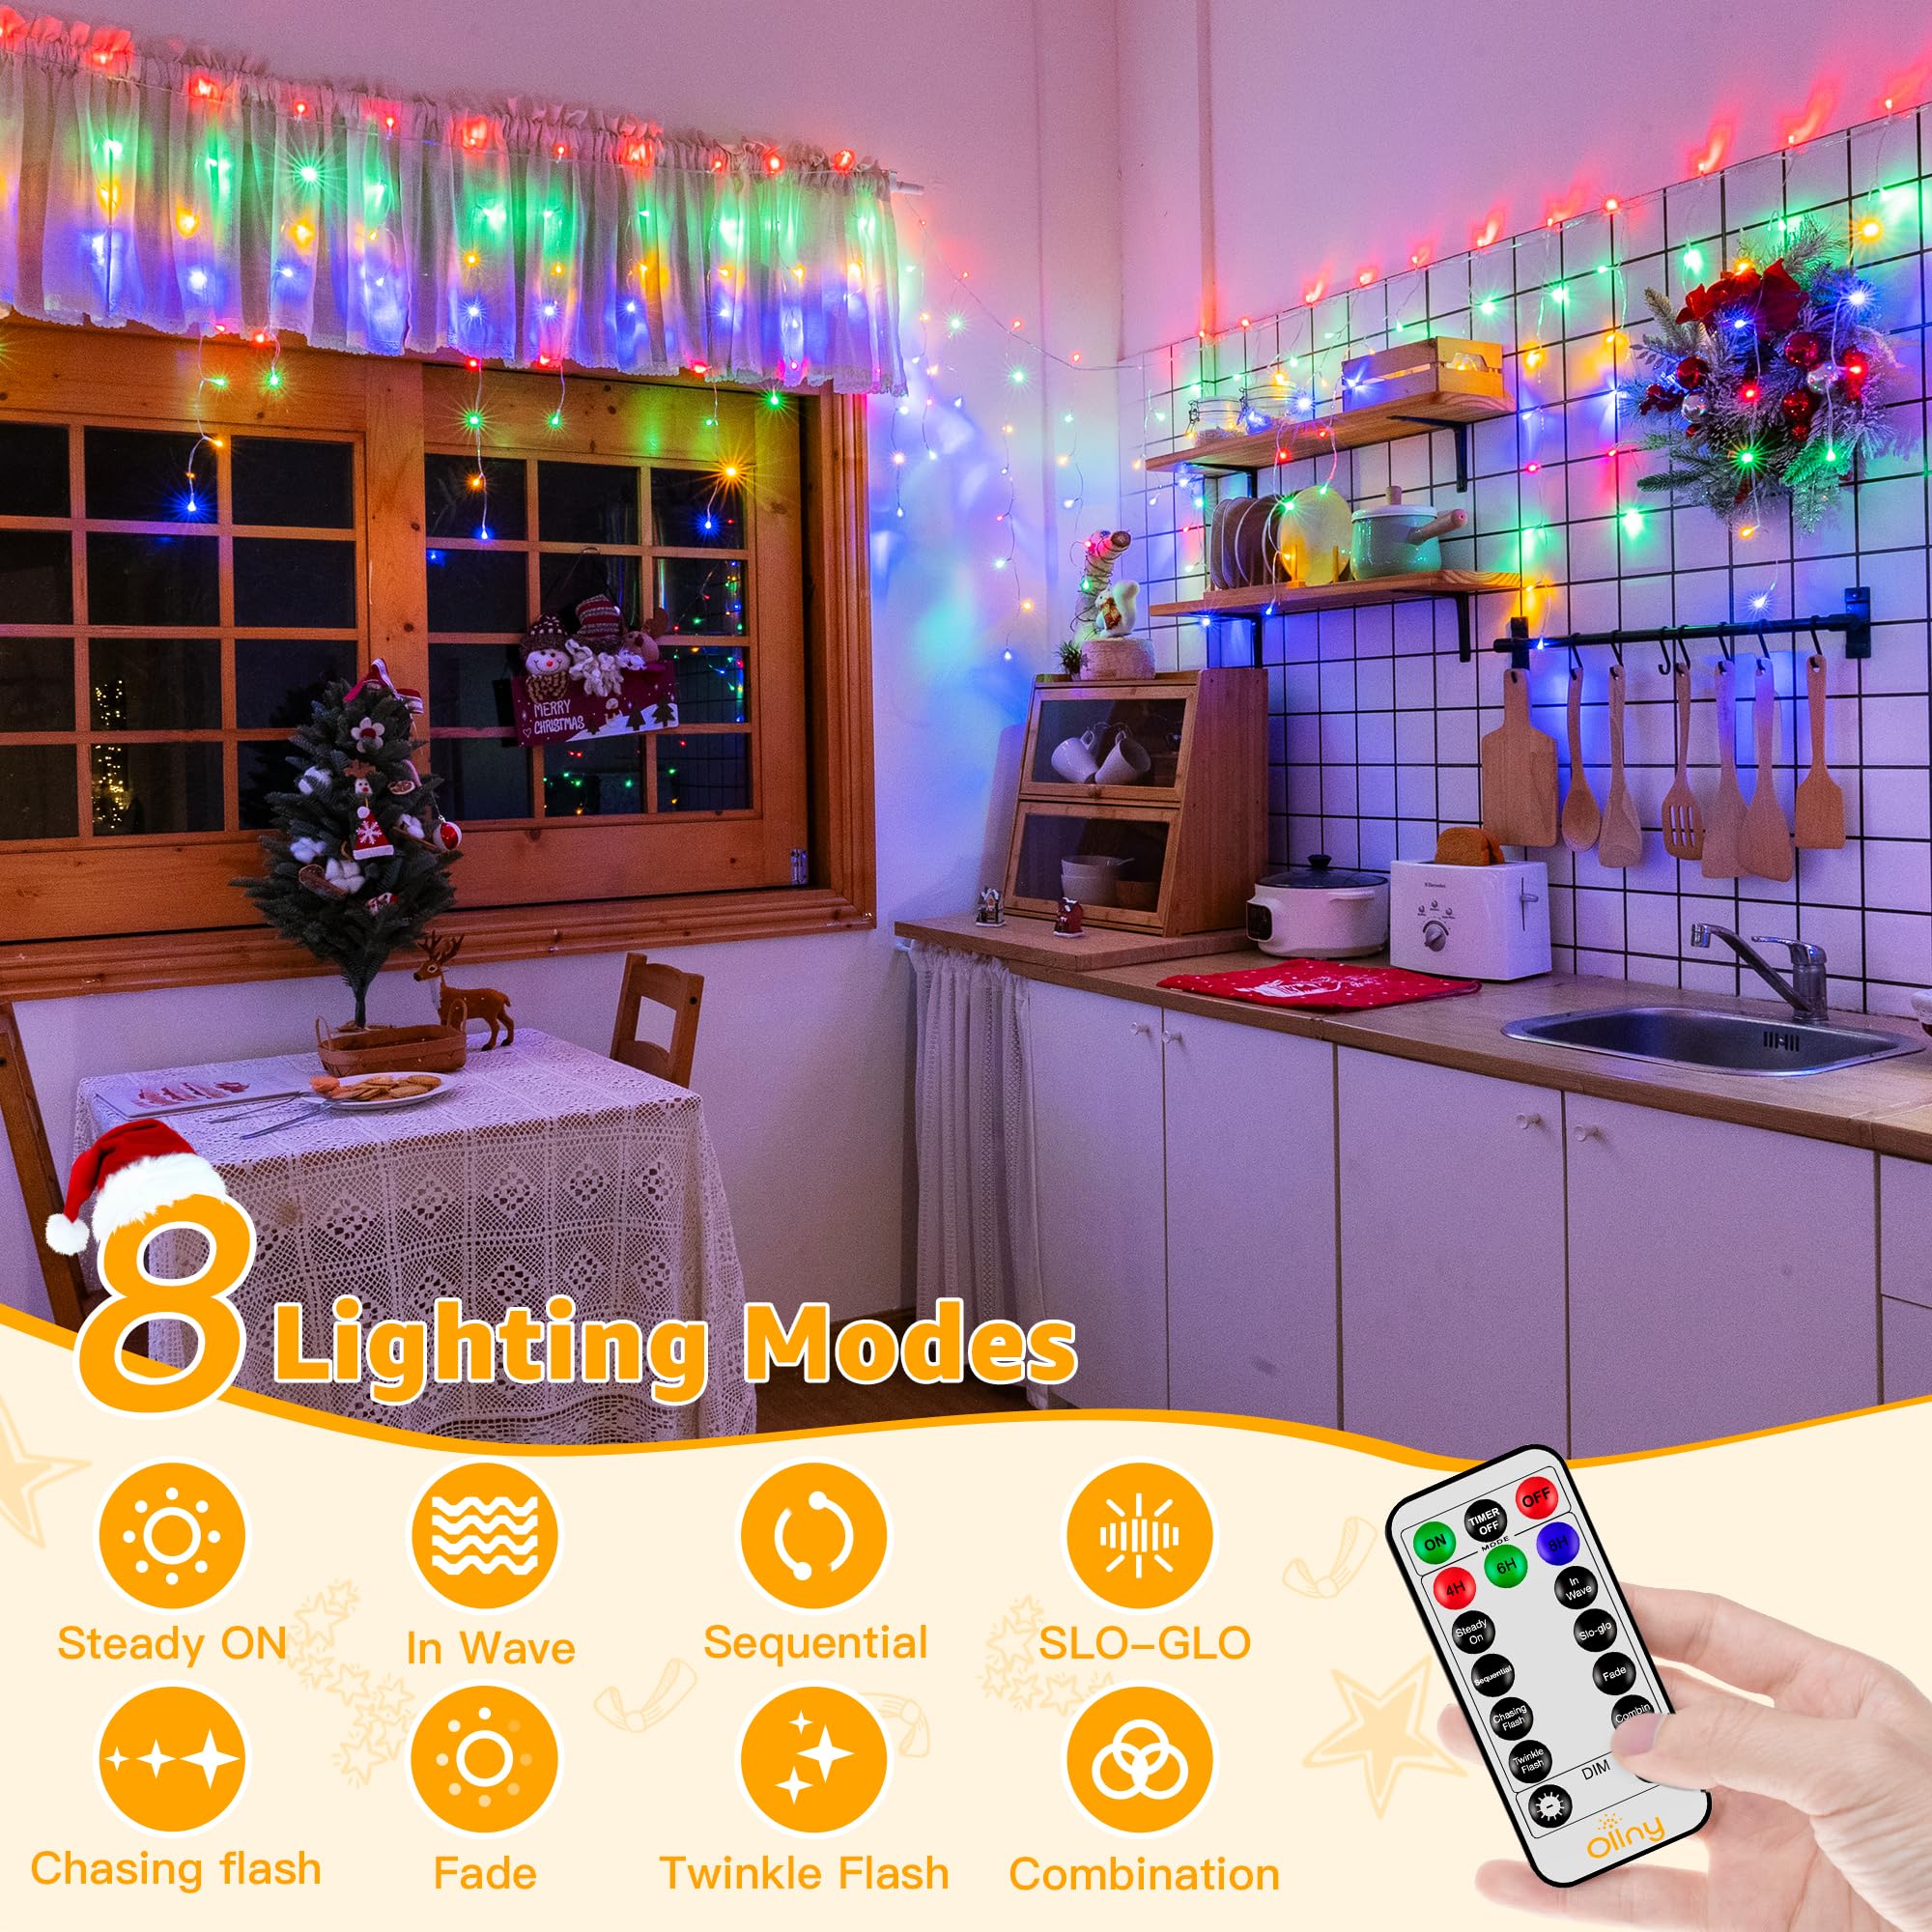 MERRY
CHRISTMAS
8 Lighting Modes
Steady ON
In Wave
Sequential
SLO-GLO
Chasing flash
Fade
Twinkle Flash
Combination
ON
TIMER
OFF
OFF
MODE
4H
6H
8H
Steady
On
In
Wave
Sequential
Slo-glo
Chasing
Flash
Fade
Twinkle
Flash
Combin
DIM
ollny